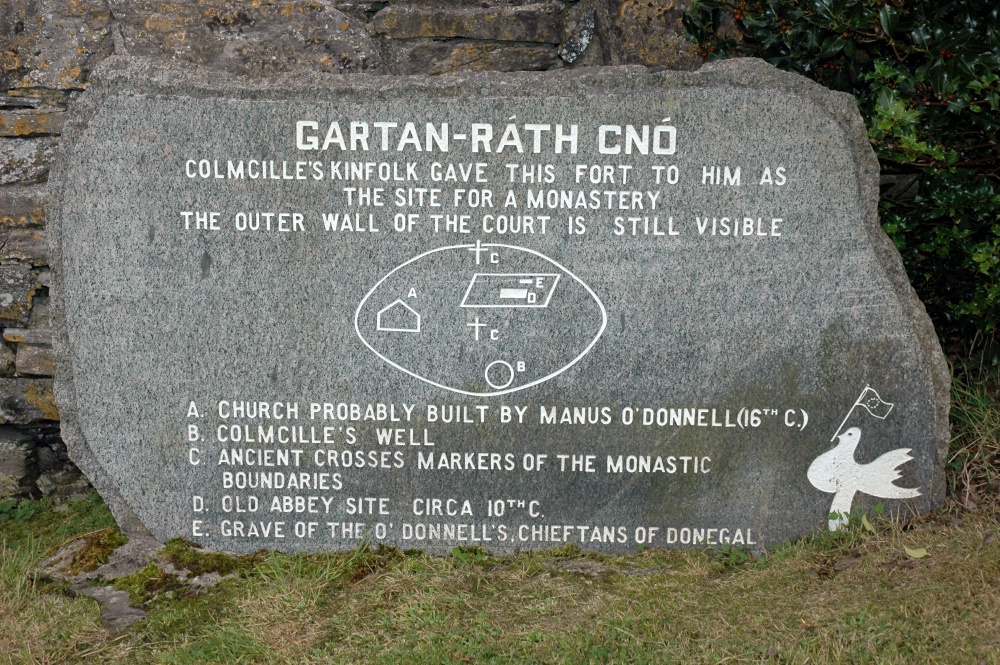 GARTAN-RÁTH CNÓ
COLMCILLE'S KINFOLK GAVE THIS FORT TO HIM AS
THE SITE FOR A MONASTERY
THE OUTER WALL OF THE COURT IS STILL VISIBLE
C
E
D
A
C
B
A. CHURCH PROBABLY BUILT BY MANUS O'DONNELL(16TH C.)
B. COLMCILLE'S WELL
C. ANCIENT CROSSES MARKERS OF THE MONASTIC
BOUNDARIES
D. OLD ABBEY SITE CIRCA 10TH C.
E. GRAVE OF THE O' DONNELL'S, CHIEFTANS OF DONEGAL